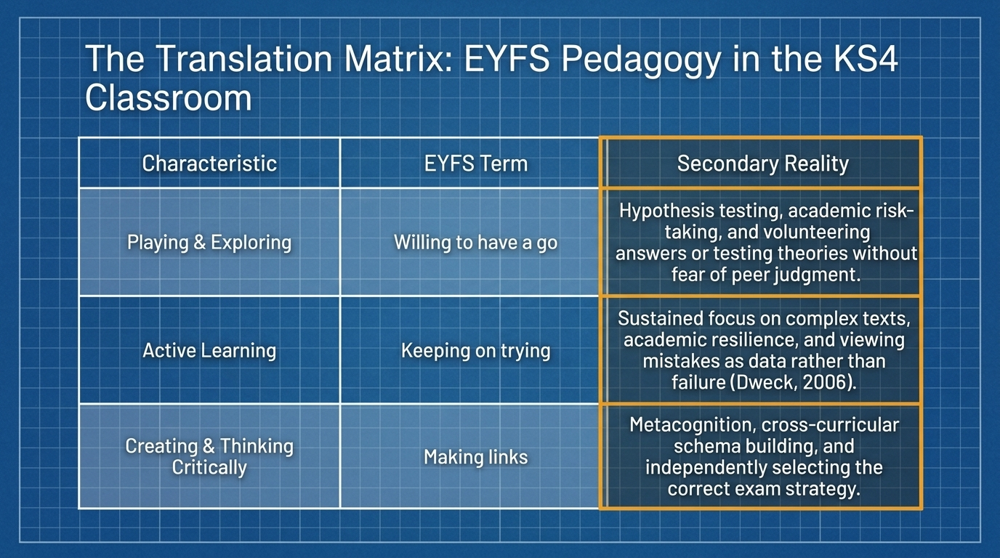 The Translation Matrix: EYFS Pedagogy in the KS4
Classroom
Characteristic
EYFS Term
Secondary Reality
Playing & Exploring
Willing to have a go
Hypothesis testing, academic risk-
taking, and volunteering
answers or testing theories without
fear of peer judgment.
Active Learning
Keeping on trying
Sustained focus on complex texts,
academic resilience, and viewing
mistakes as data rather than
failure (Dweck, 2006).
Creating & Thinking
Critically
Making links
Metacognition, cross-curricular
schema building, and
independently selecting the
correct exam strategy.